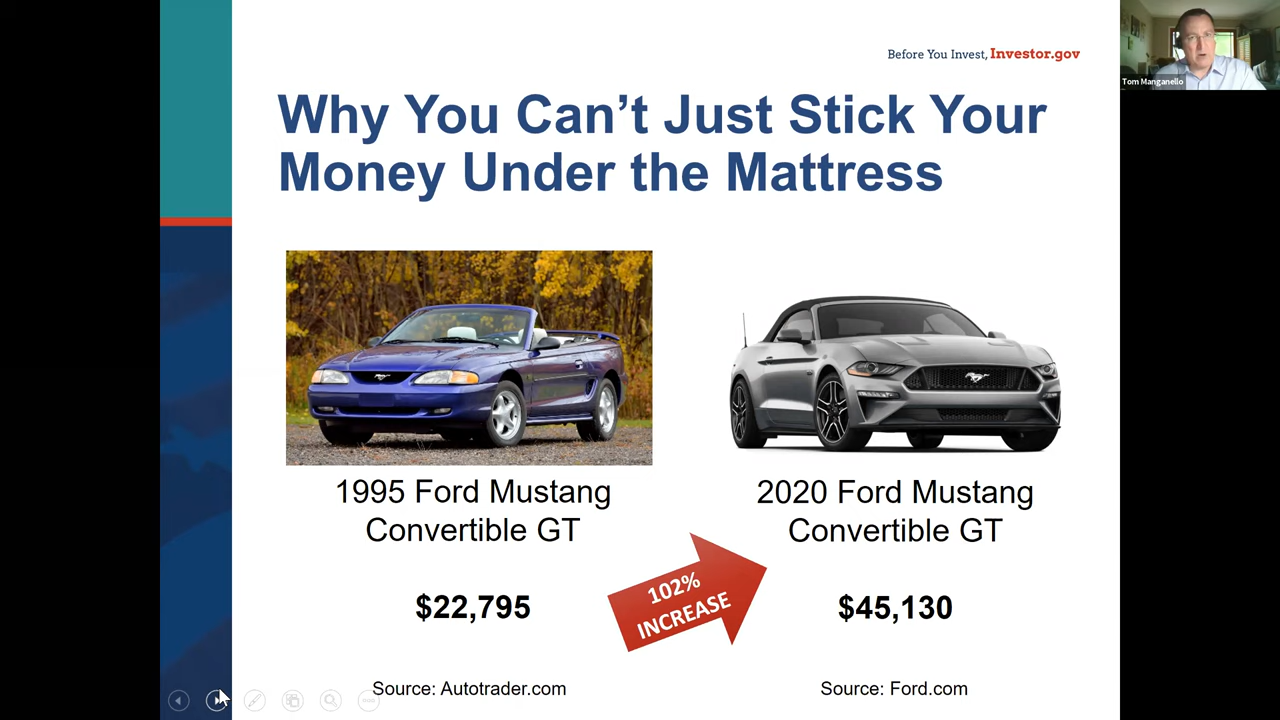 Before You Invest, Investor.gov
Tom Manganello
Why You Can’t Just Stick Your
Money Under the Mattress
1995 Ford Mustang
Convertible GT
2020 Ford Mustang
Convertible GT
102%
INCREASE
$22,795
$45,130
Source: Autotrader.com
Source: Ford.com